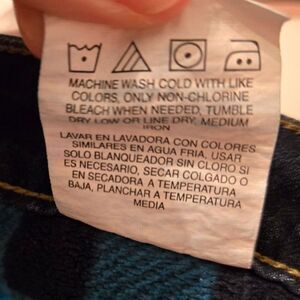 MACHINE WASH COLD WITH LIKE
COLORS, ONLY NON-CHLORINE
BLEACH WHEN NEEDED, TUMBLE
DRY LOW OR LINE DRY, MEDIUM
IRON
LAVAR EN LAVADORA CON COLORES
SIMILARES EN AGUA FRIA, USAR
SOLO BLANQUEADOR SIN CLORO SI
ES NECESARIO, SECAR COLGADO O
EN SECADORA A TEMPERATURA
BAJA, PLANCHAR A TEMPERATURA
MEDIA